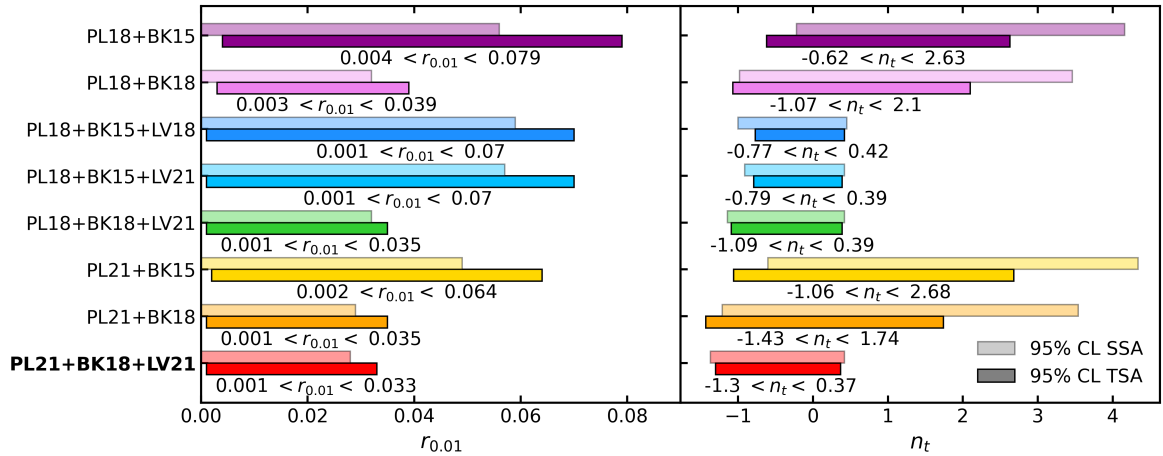 PL18+BK15
0.004 < r0.01 < 0.079
-0.62 < nt < 2.63
PL18+BK18
0.003 < r0.01 < 0.039
-1.07 < nt < 2.1
PL18+BK15+LV18
0.001 < r0.01 < 0.07
-0.77 < nt < 0.42
PL18+BK15+LV21
0.001 < r0.01 < 0.07
-0.79 < nt < 0.39
PL18+BK18+LV21
0.001 < r0.01 < 0.035
-1.09 < nt < 0.39
PL21+BK15
0.002 < r0.01 < 0.064
-1.06 < nt < 2.68
PL21+BK18
0.001 < r0.01 < 0.035
-1.43 < nt < 1.74
PL21+BK18+LV21
0.001 < r0.01 < 0.033
-1.3 < nt < 0.37
95% CL SSA
95% CL TSA
0.00 0.02 0.04 0.06 0.08
−1 0 1 2 3 4
r0.01
nt